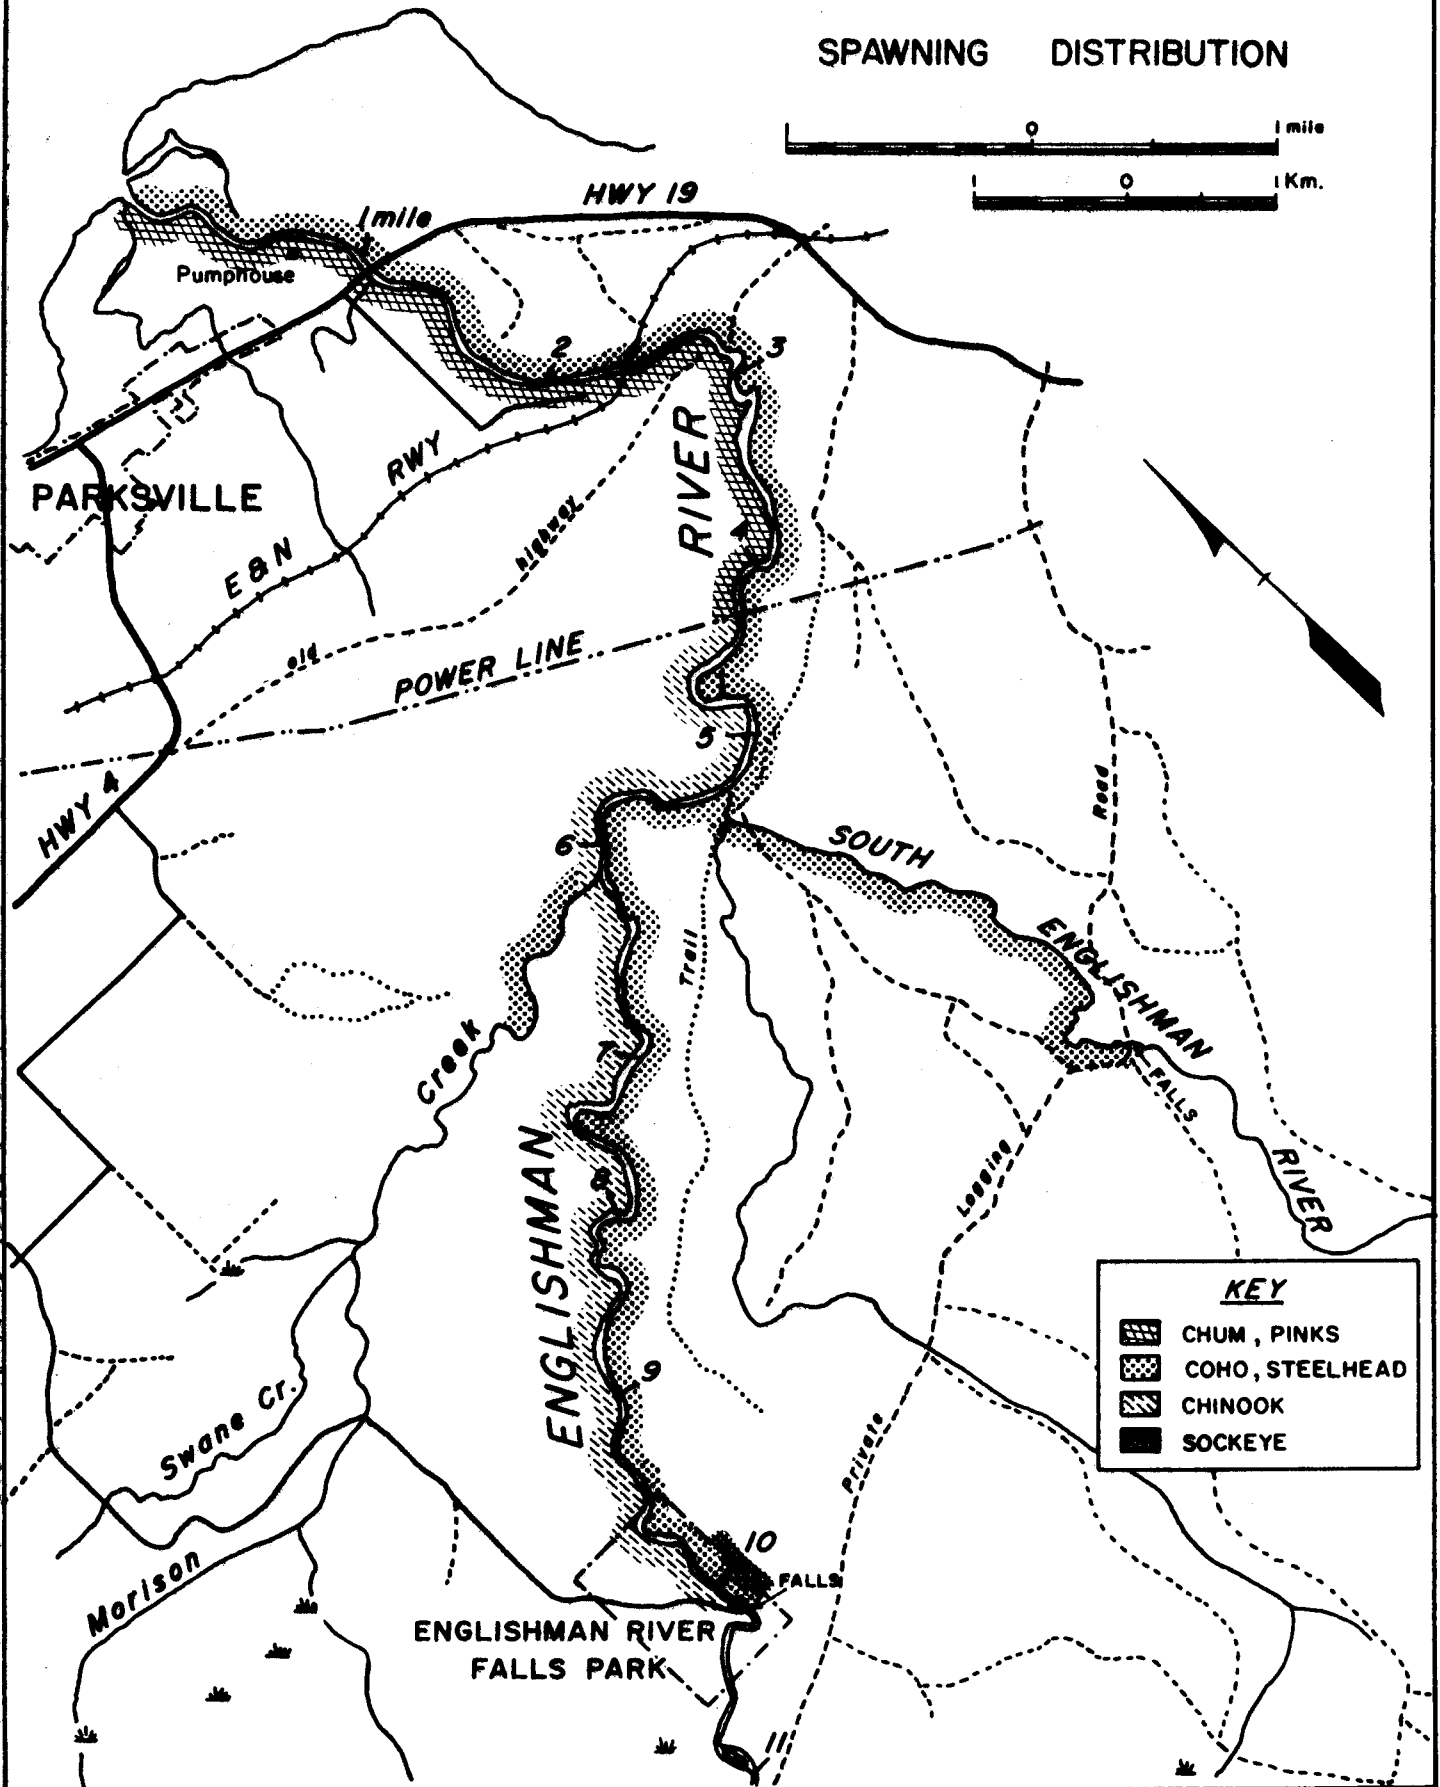 SPAWNING DISTRIBUTION
0 1 mile
0 1 Km.
HWY 19
1 mile
Pumphouse
2
3
RIVER
RWY
PARKSVILLE
E & N
highway
4
old
POWER LINE
5
HWY 4
Road
6
SOUTH
ENGLISHMAN
RIVER
Trail
Creek
7
FALLS
ENGLISHMAN
8
Logging
KEY
CHUM, PINKS
COHO, STEELHEAD
CHINOOK
SOCKEYE
9
Swane Cr.
Private
10
FALLS
Morison
ENGLISHMAN RIVER
FALLS PARK
11